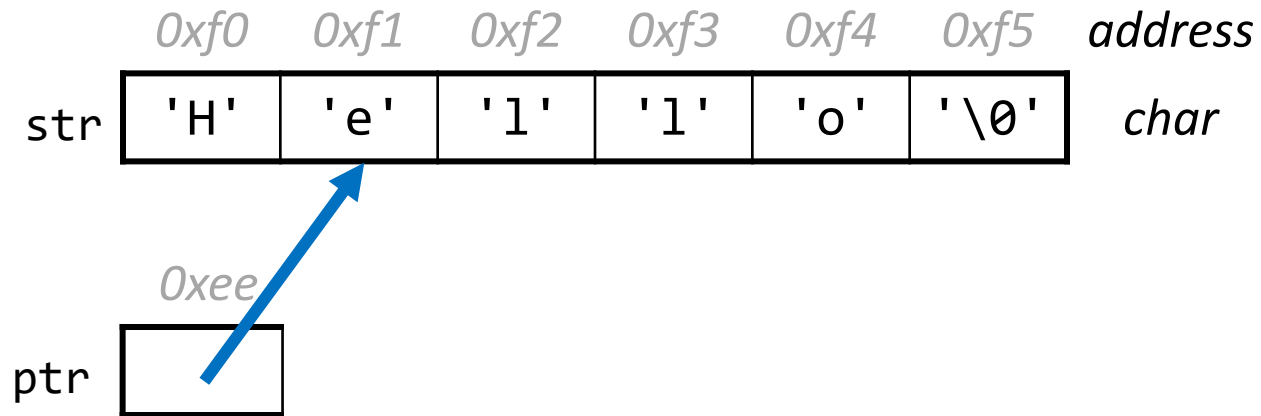 0xf0 0xf1 0xf2 0xf3 0xf4 0xf5 address
str 'H' 'e' 'l' 'l' 'o' '\0' char
0xee
ptr